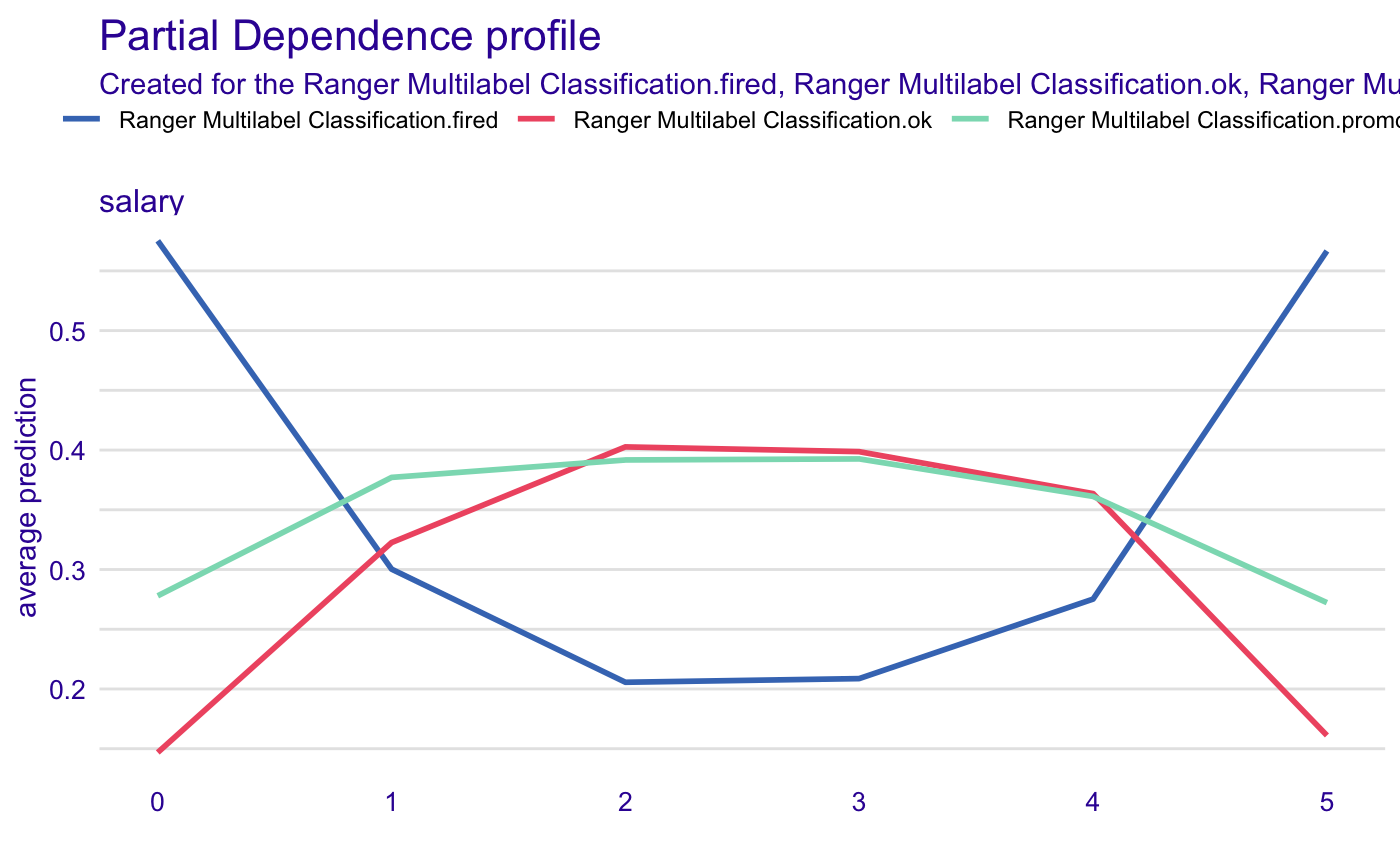 Partial Dependence profile
Created for the Ranger Multilabel Classification.fired, Ranger Multilabel Classification.ok, Ranger Mu
Ranger Multilabel Classification.fired Ranger Multilabel Classification.ok Ranger Multilabel Classification.promo
salary
0.5
0.4
0.3
0.2
average prediction
0 1 2 3 4 5